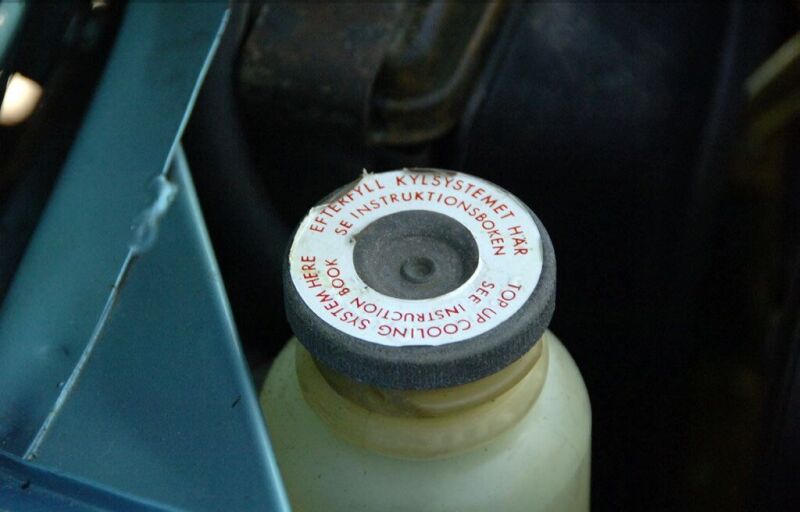 EFTERFYLL KYLSYSTEMET HÄR
SE INSTRUKTIONSBOKEN
TOP UP COOLING SYSTEM HERE
SEE INSTRUCTION BOOK